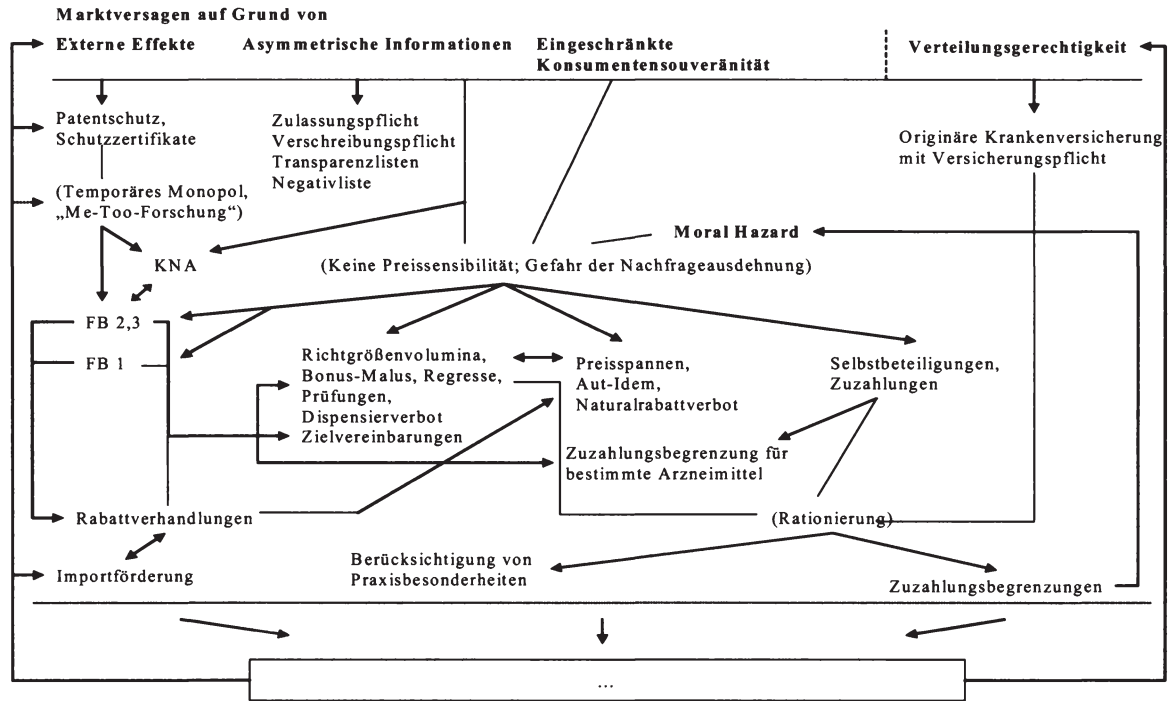 Marktversagen auf Grund von
Externe Effekte
Asymmetrische Informationen
Eingeschränkte
Konsumentensouveränität
Verteilungsgerechtigkeit
Patentschutz,
Schutzzertifikate
Zulassungspflicht
Verschreibungspflicht
Transparenzlisten
Negativliste
Originäre Krankenversicherung
mit Versicherungspflicht
(Temporäres Monopol,
„Me-Too-Forschung“)
Moral Hazard
KNA
(Keine Preissensibilität; Gefahr der Nachfrageausdehnung)
FB 2,3
FB 1
Richtgrößenvolumina,
Bonus-Malus, Regresse,
Prüfungen,
Dispensierverbot
Zielvereinbarungen
Preisspannen,
Aut-Idem,
Naturalrabattverbot
Selbstbeteiligungen,
Zuzahlungen
Zuzahlungsbegrenzung für
bestimmte Arzneimittel
Rabattverhandlungen
(Rationierung)
Importförderung
Berücksichtigung von
Praxisbesonderheiten
Zuzahlungsbegrenzungen
...